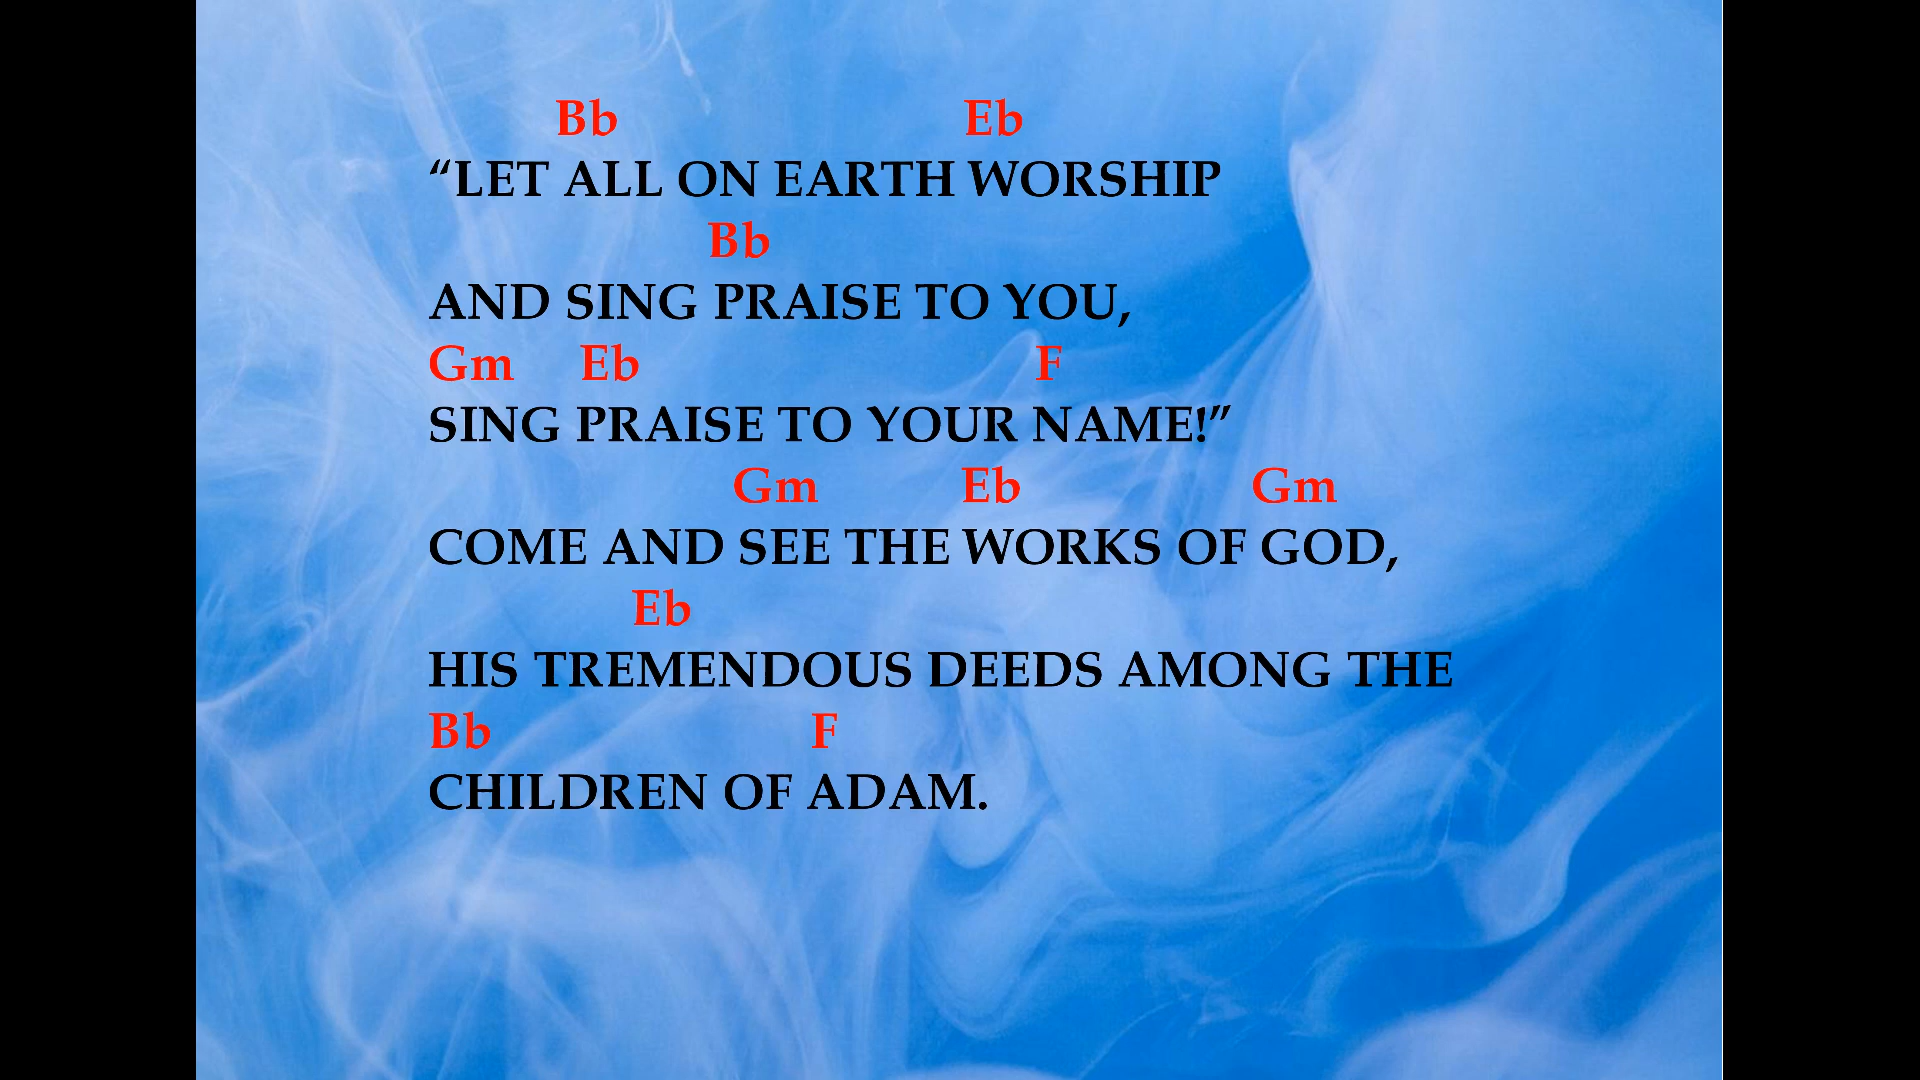 Bb Eb
“LET ALL ON EARTH WORSHIP
Bb
AND SING PRAISE TO YOU,
Gm Eb F
SING PRAISE TO YOUR NAME!”
Gm Eb Gm
COME AND SEE THE WORKS OF GOD,
Eb
HIS TREMENDOUS DEEDS AMONG THE
Bb F
CHILDREN OF ADAM.